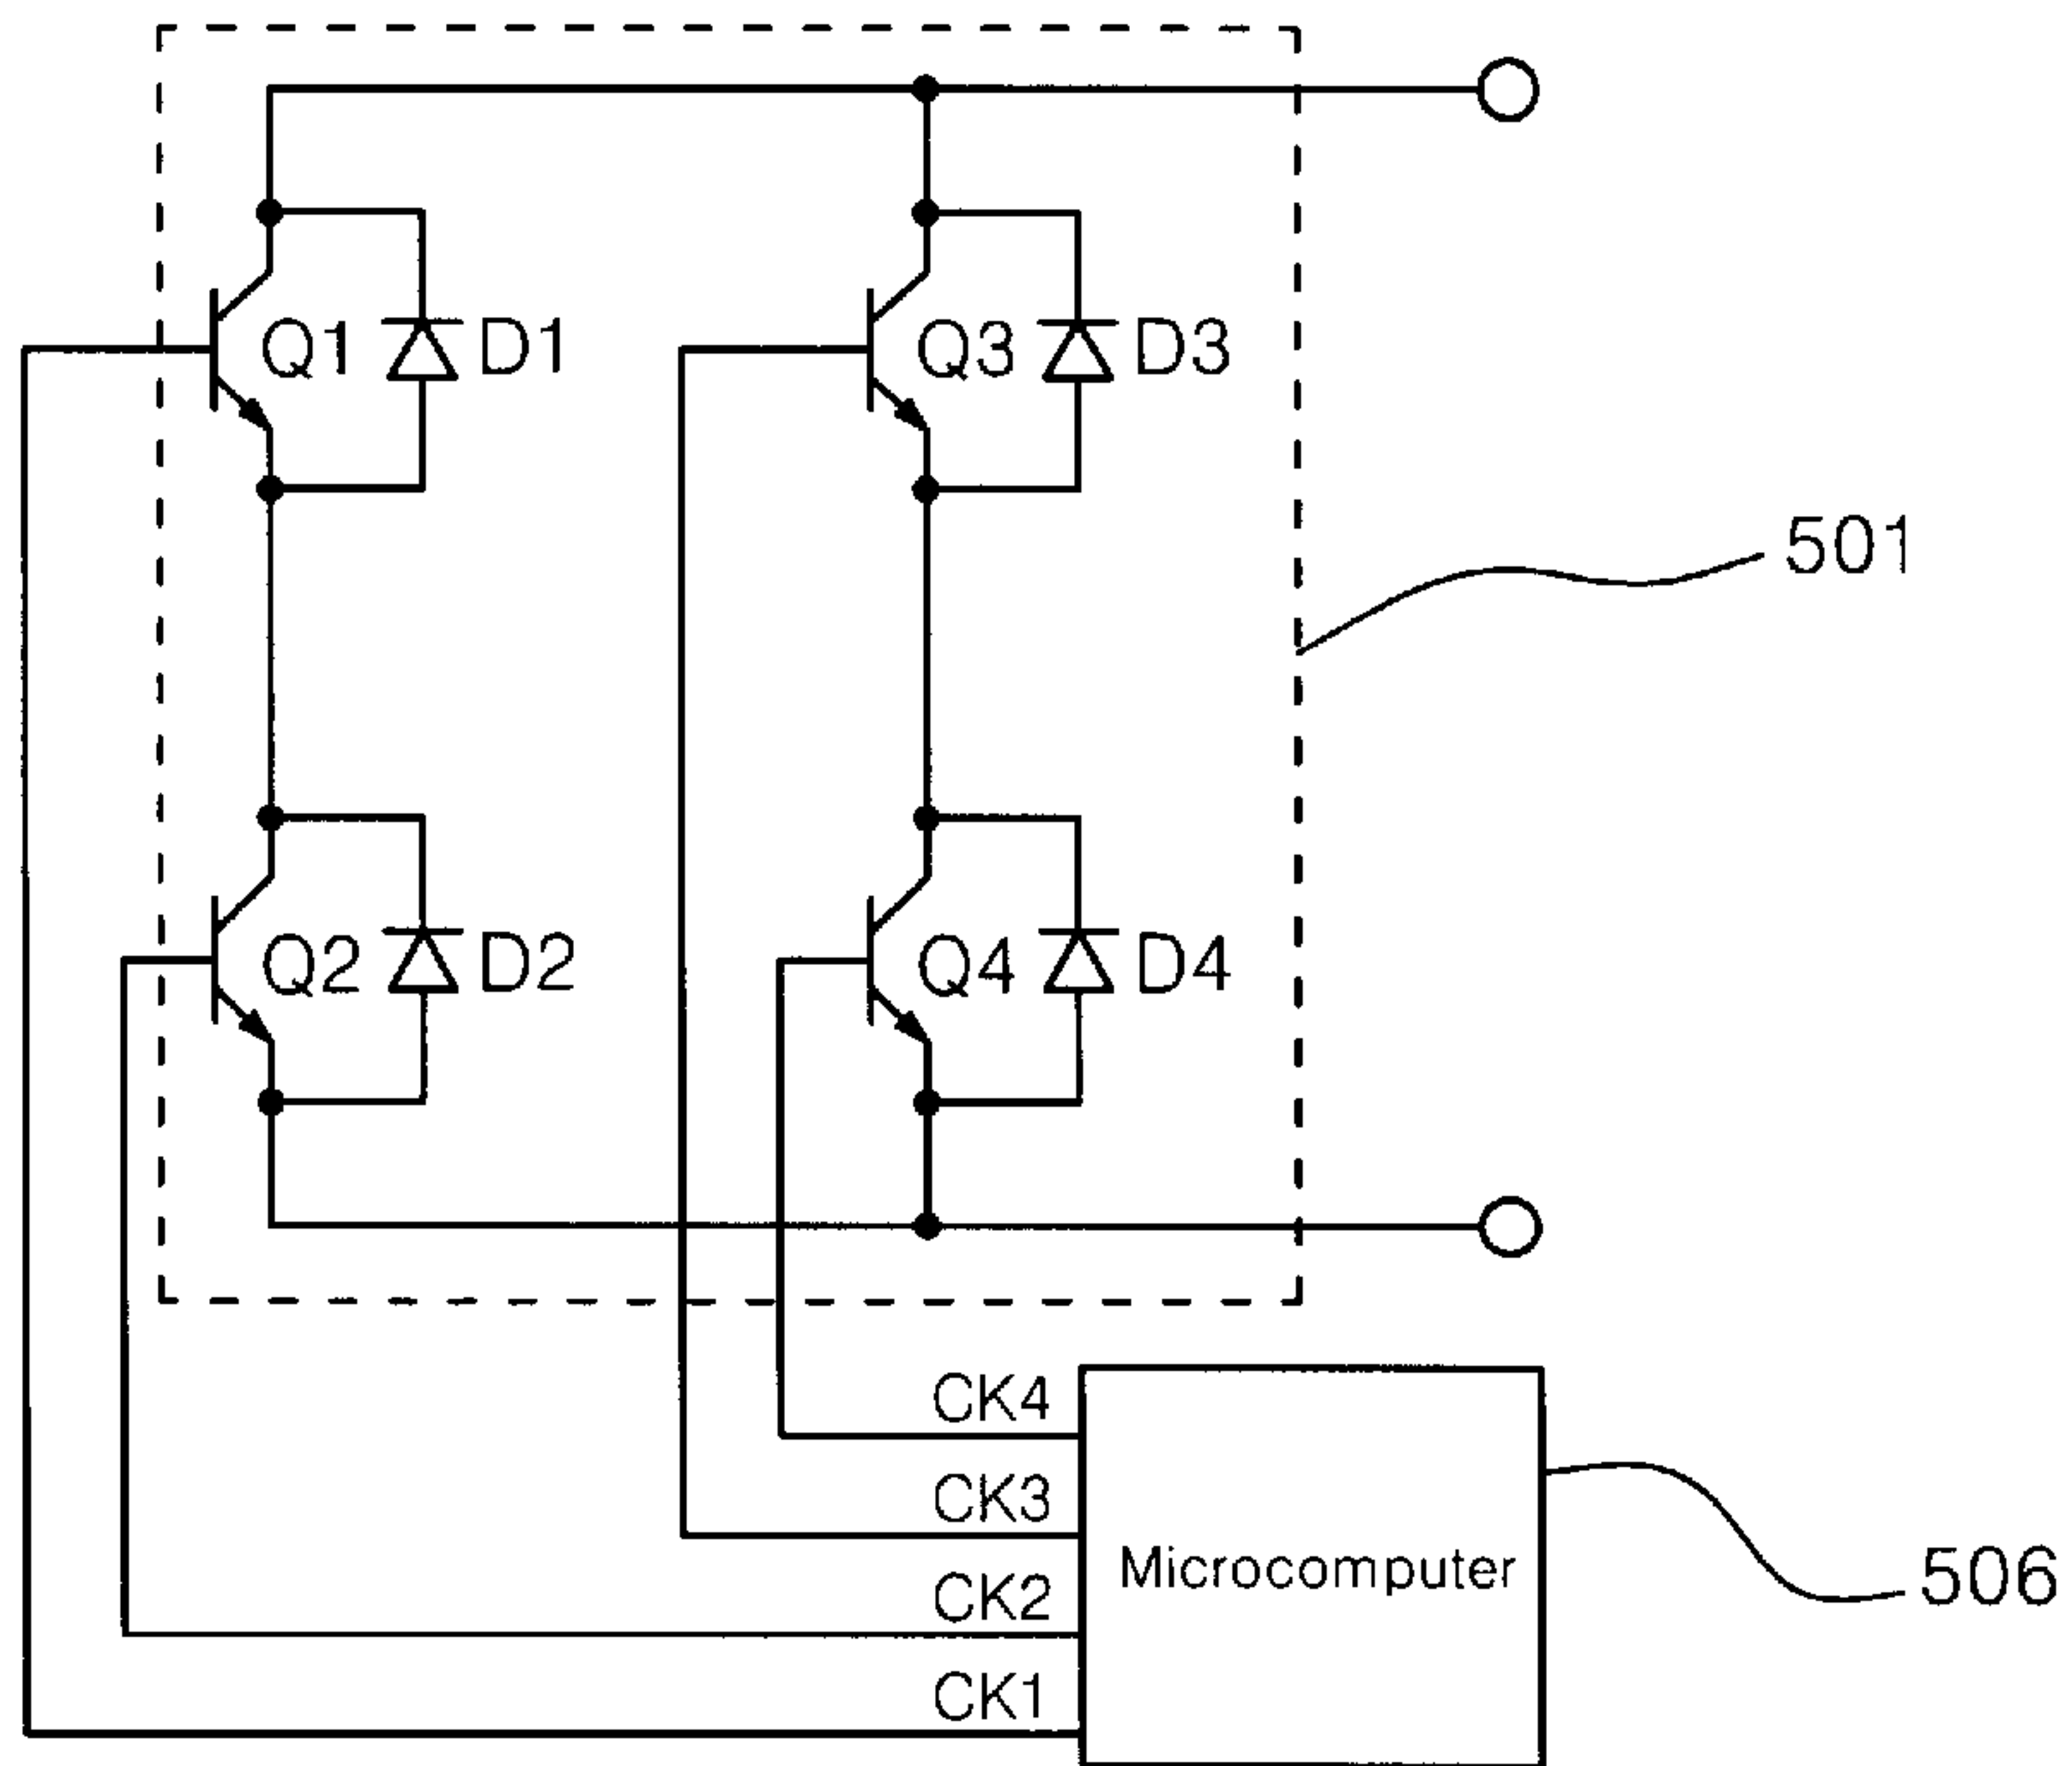 Q1 D1 Q3 D3
501
Q2 D2 Q4 D4
CK4
CK3
Microcomputer
506
CK2
CK1